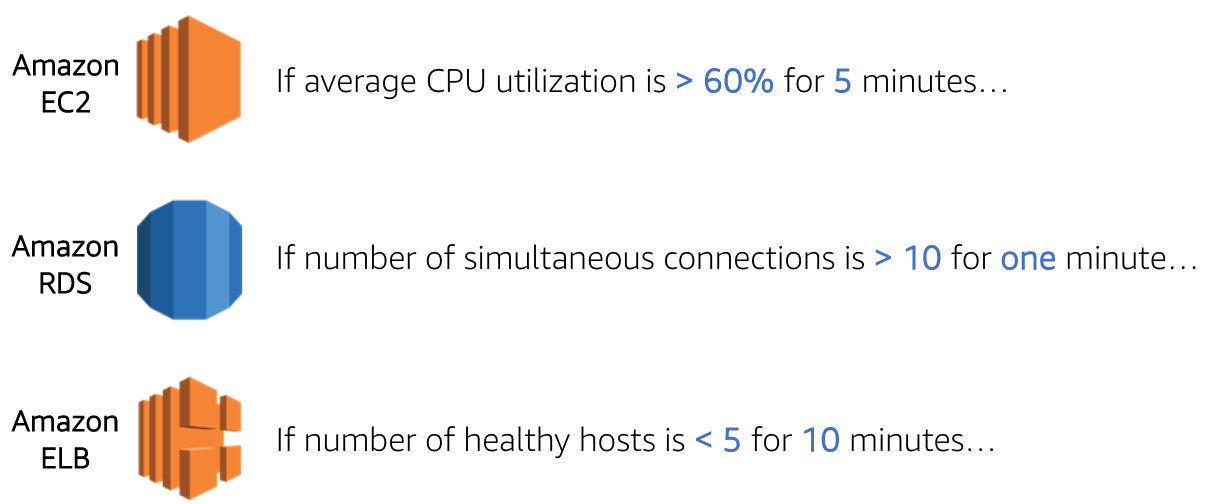 Amazon
EC2
If average CPU utilization is > 60% for 5 minutes…
Amazon
RDS
If number of simultaneous connections is > 10 for one minute…
Amazon
ELB
If number of healthy hosts is < 5 for 10 minutes…